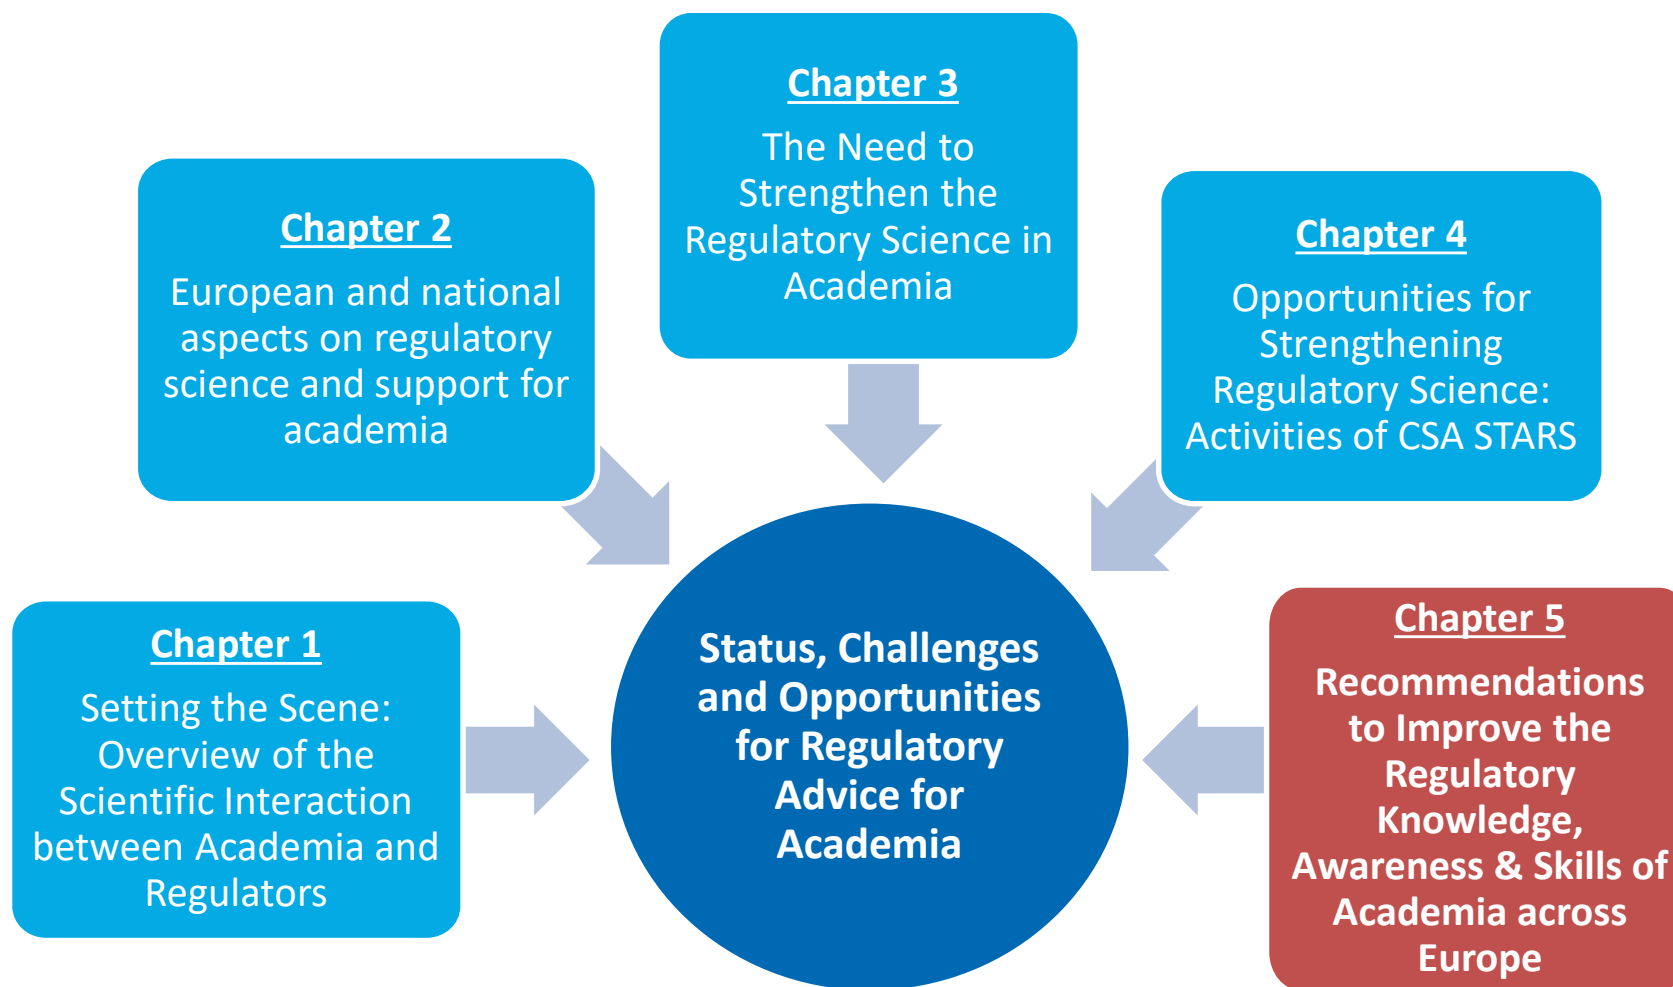 Chapter 1
Setting the Scene:
Overview of the
Scientific Interaction
between Academia and
Regulators
Chapter 2
European and national
aspects on regulatory
science and support for
academia
Chapter 3
The Need to
Strengthen the
Regulatory Science in
Academia
Chapter 4
Opportunities for
Strengthening
Regulatory Science:
Activities of CSA STARS
Chapter 5
Recommendations
to Improve the
Regulatory
Knowledge,
Awareness & Skills of
Academia across
Europe
Status, Challenges
and Opportunities
for Regulatory
Advice for
Academia